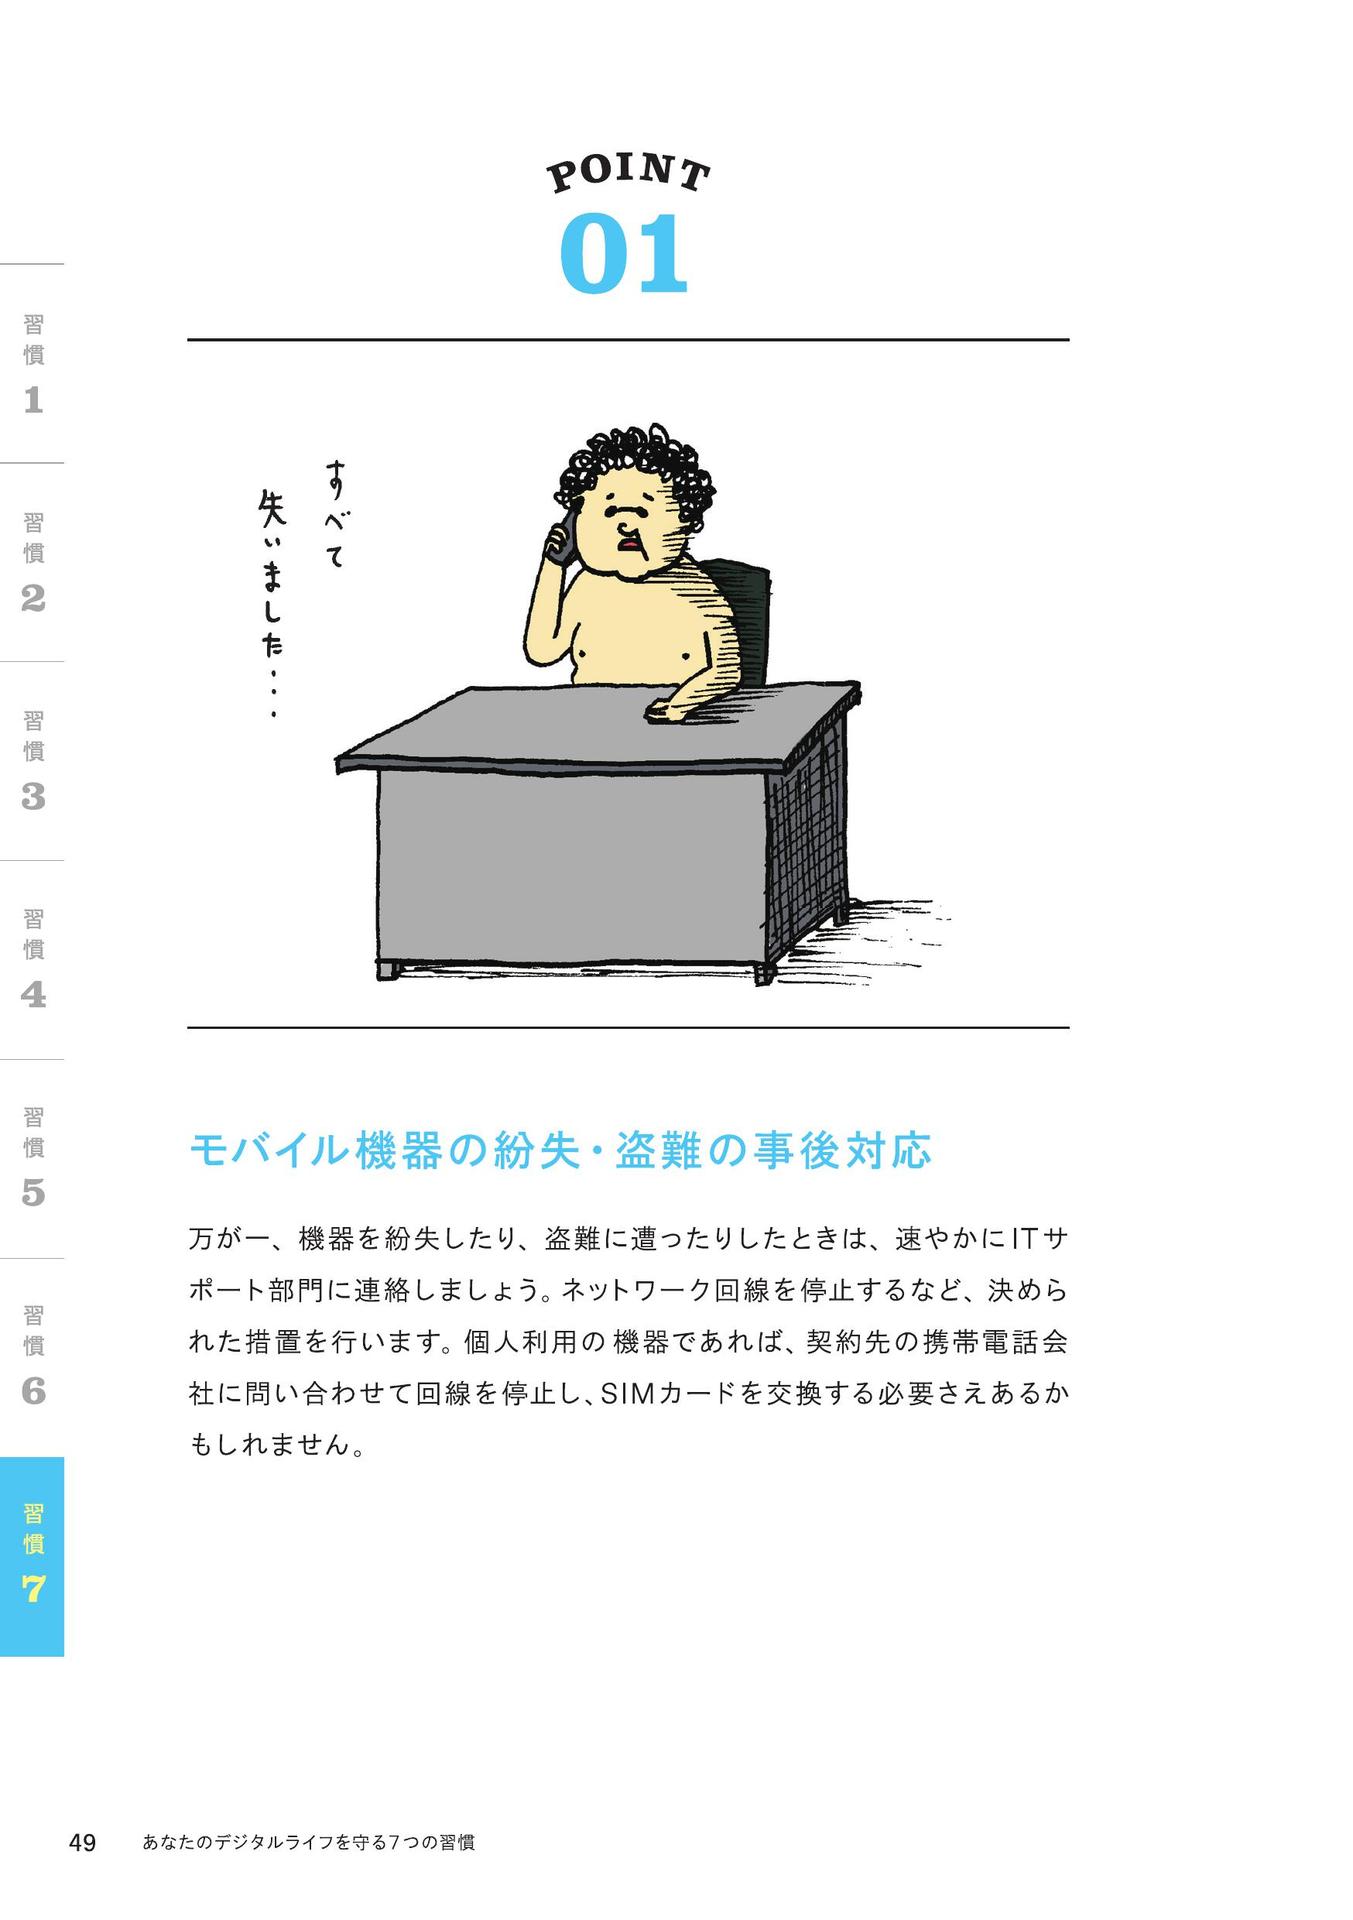 POINT
01
すべて
失いました・・・
モバイル機器の紛失・盗難の事後対応
万が一、機器を紛失したり、盗難に遭ったりしたときは、速やかにITサ
ポート部門に連絡しましょう。ネットワーク回線を停止するなど、決めら
れた措置を行います。個人利用の機器であれば、契約先の携帯電話会
社に問い合わせて回線を停止し、SIMカードを交換する必要さえあるか
もしれません。
習慣1
習慣2
習慣3
習慣4
習慣5
習慣6
習慣7
49 あなたのデジタルライフを守る7つの習慣